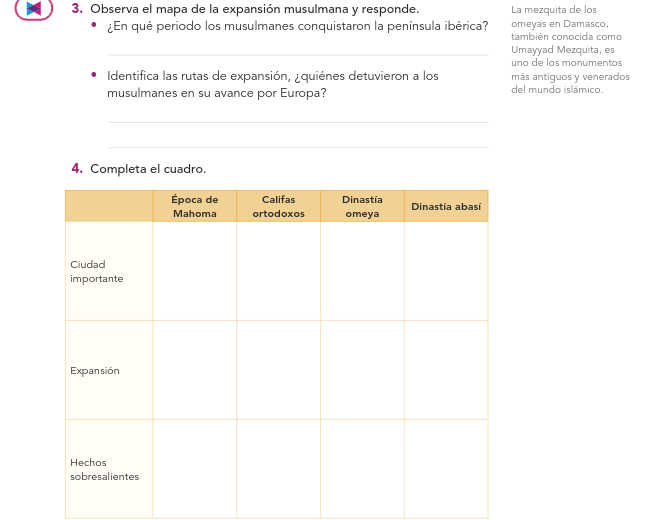 3. Observa el mapa de la expansión musulmana y responde.
• ¿En qué periodo los musulmanes conquistaron la península ibérica?
• Identifica las rutas de expansión, ¿quiénes detuvieron a los
musulmanes en su avance por Europa?
4. Completa el cuadro.
Época de
Mahoma
Califas
ortodoxos
Dinastía
omeya
Dinastía abasí
Ciudad
importante
Expansión
Hechos
sobresalientes
La mezquita de los
omeyas en Damasco,
también conocida como
Umayyad Mezquita, es
uno de los monumentos
más antiguos y venerados
del mundo islámico.